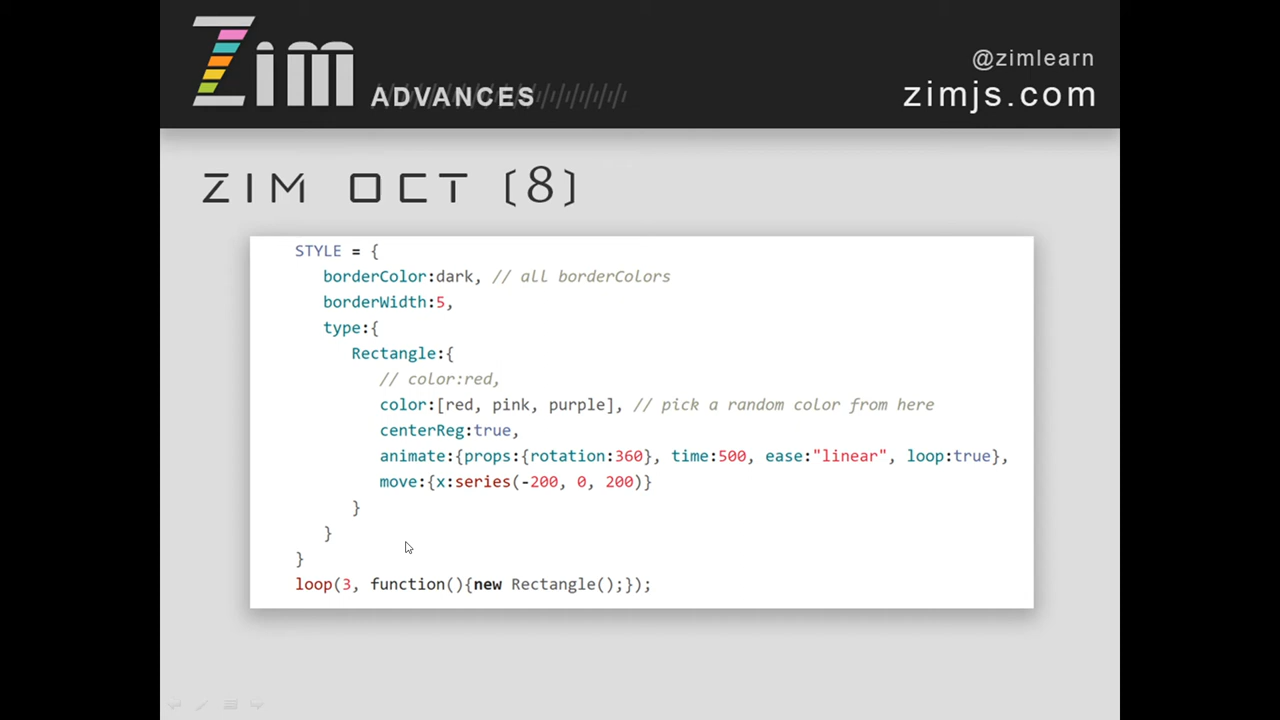 Zim ADVANCES
@zimlearn
zimjs.com
ZIM OCT (8)
STYLE = {
borderColor:dark, // all borderColors
borderWidth:5,
type:{
Rectangle:{
// color:red,
color:[red, pink, purple], // pick a random color from here
centerReg:true,
animate:{props:{rotation:360}, time:500, ease:"linear", loop:true},
move:{x:series(-200, 0, 200)}
}
}
}
loop(3, function(){new Rectangle();});